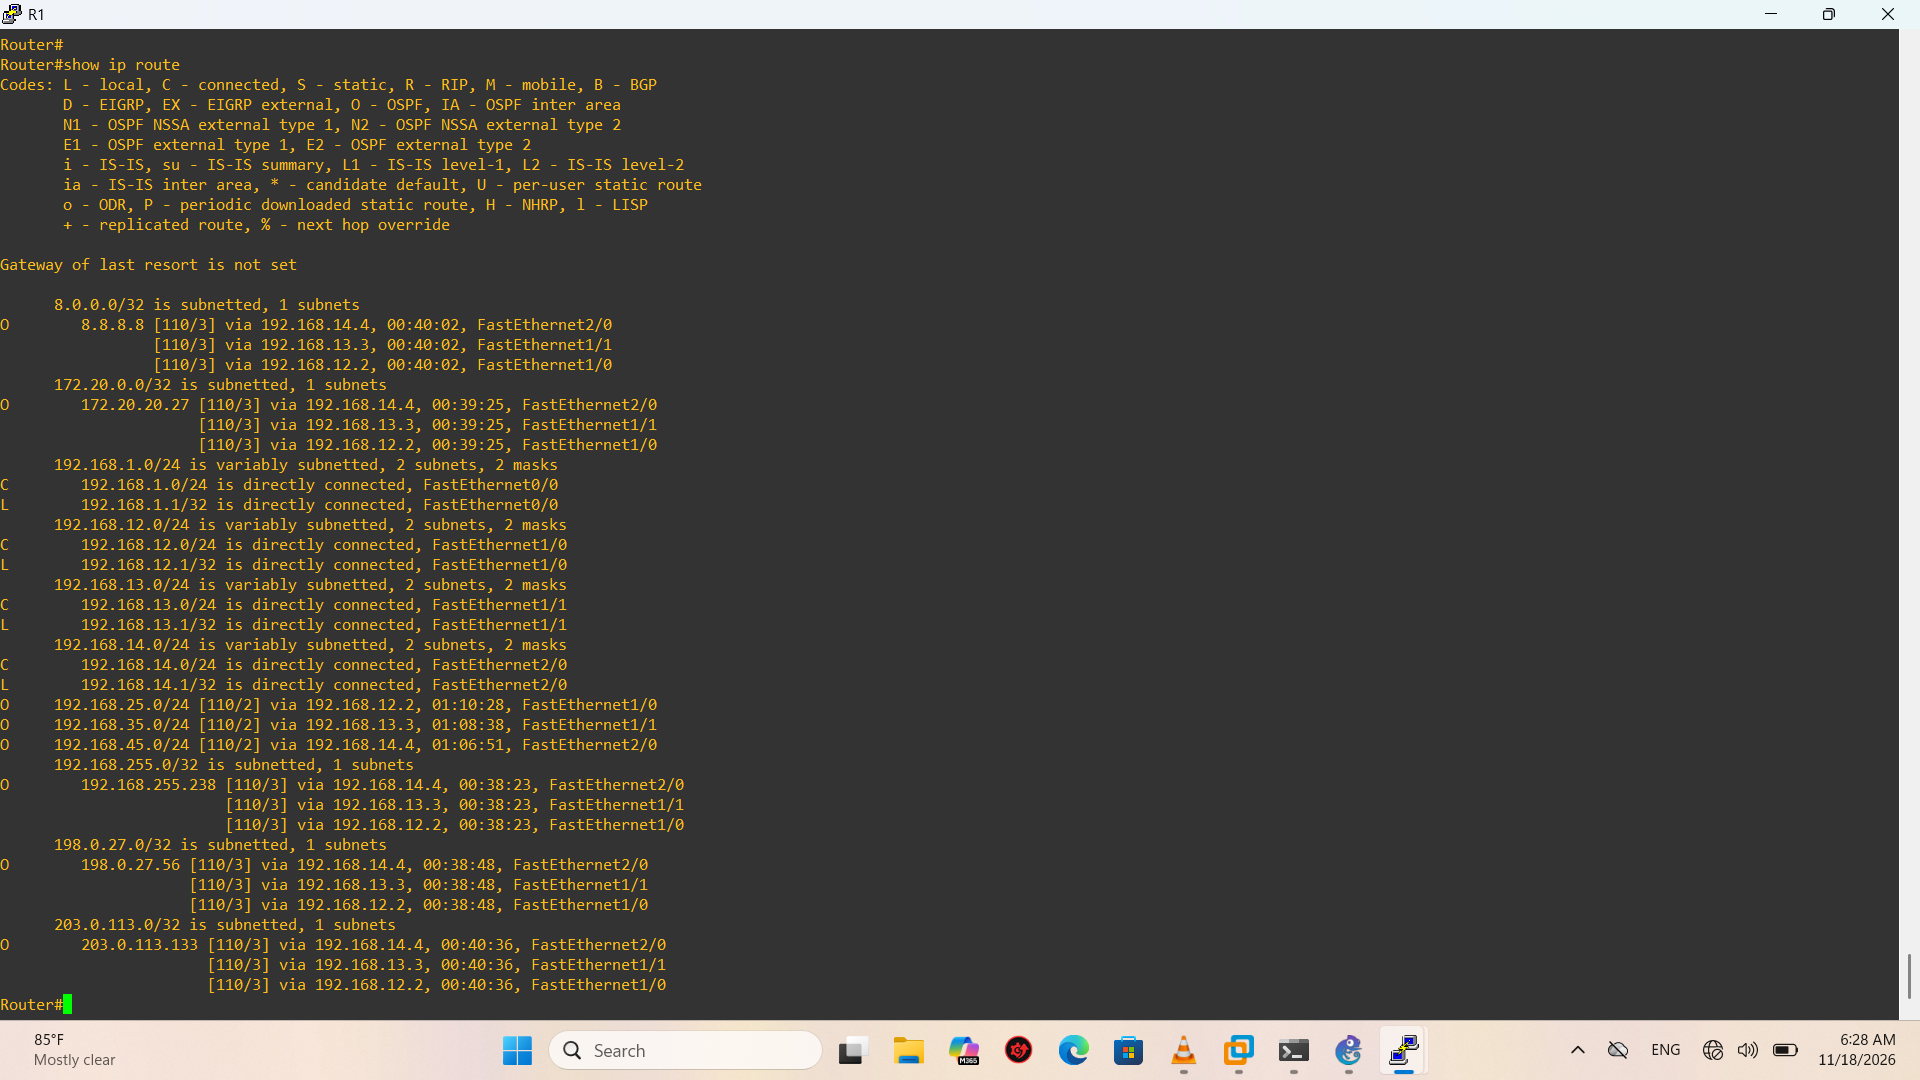 R1
Router#
Router#show ip route
Codes: L - local, C - connected, S - static, R - RIP, M - mobile, B - BGP
       D - EIGRP, EX - EIGRP external, O - OSPF, IA - OSPF inter area
       N1 - OSPF NSSA external type 1, N2 - OSPF NSSA external type 2
       E1 - OSPF external type 1, E2 - OSPF external type 2
       i - IS-IS, su - IS-IS summary, L1 - IS-IS level-1, L2 - IS-IS level-2
       ia - IS-IS inter area, * - candidate default, U - per-user static route
       o - ODR, P - periodic downloaded static route, H - NHRP, l - LISP
       + - replicated route, % - next hop override
Gateway of last resort is not set
      8.0.0.0/32 is subnetted, 1 subnets
O        8.8.8.8 [110/3] via 192.168.14.4, 00:40:02, FastEthernet2/0
                 [110/3] via 192.168.13.3, 00:40:02, FastEthernet1/1
                 [110/3] via 192.168.12.2, 00:40:02, FastEthernet1/0
      172.20.0.0/32 is subnetted, 1 subnets
O        172.20.20.27 [110/3] via 192.168.14.4, 00:39:25, FastEthernet2/0
                      [110/3] via 192.168.13.3, 00:39:25, FastEthernet1/1
                      [110/3] via 192.168.12.2, 00:39:25, FastEthernet1/0
      192.168.1.0/24 is variably subnetted, 2 subnets, 2 masks
C        192.168.1.0/24 is directly connected, FastEthernet0/0
L        192.168.1.1/32 is directly connected, FastEthernet0/0
      192.168.12.0/24 is variably subnetted, 2 subnets, 2 masks
C        192.168.12.0/24 is directly connected, FastEthernet1/0
L        192.168.12.1/32 is directly connected, FastEthernet1/0
      192.168.13.0/24 is variably subnetted, 2 subnets, 2 masks
C        192.168.13.0/24 is directly connected, FastEthernet1/1
L        192.168.13.1/32 is directly connected, FastEthernet1/1
      192.168.14.0/24 is variably subnetted, 2 subnets, 2 masks
C        192.168.14.0/24 is directly connected, FastEthernet2/0
L        192.168.14.1/32 is directly connected, FastEthernet2/0
O     192.168.25.0/24 [110/2] via 192.168.12.2, 01:10:28, FastEthernet1/0
O     192.168.35.0/24 [110/2] via 192.168.13.3, 01:08:38, FastEthernet1/1
O     192.168.45.0/24 [110/2] via 192.168.14.4, 01:06:51, FastEthernet2/0
      192.168.255.0/32 is subnetted, 1 subnets
O        192.168.255.238 [110/3] via 192.168.14.4, 00:38:23, FastEthernet2/0
                         [110/3] via 192.168.13.3, 00:38:23, FastEthernet1/1
                         [110/3] via 192.168.12.2, 00:38:23, FastEthernet1/0
      198.0.27.0/32 is subnetted, 1 subnets
O        198.0.27.56 [110/3] via 192.168.14.4, 00:38:48, FastEthernet2/0
                     [110/3] via 192.168.13.3, 00:38:48, FastEthernet1/1
                     [110/3] via 192.168.12.2, 00:38:48, FastEthernet1/0
      203.0.113.0/32 is subnetted, 1 subnets
O        203.0.113.133 [110/3] via 192.168.14.4, 00:40:36, FastEthernet2/0
                       [110/3] via 192.168.13.3, 00:40:36, FastEthernet1/1
                       [110/3] via 192.168.12.2, 00:40:36, FastEthernet1/0
Router#
85°F
Mostly clear
Search
M365
ENG
6:28 AM
11/18/2026